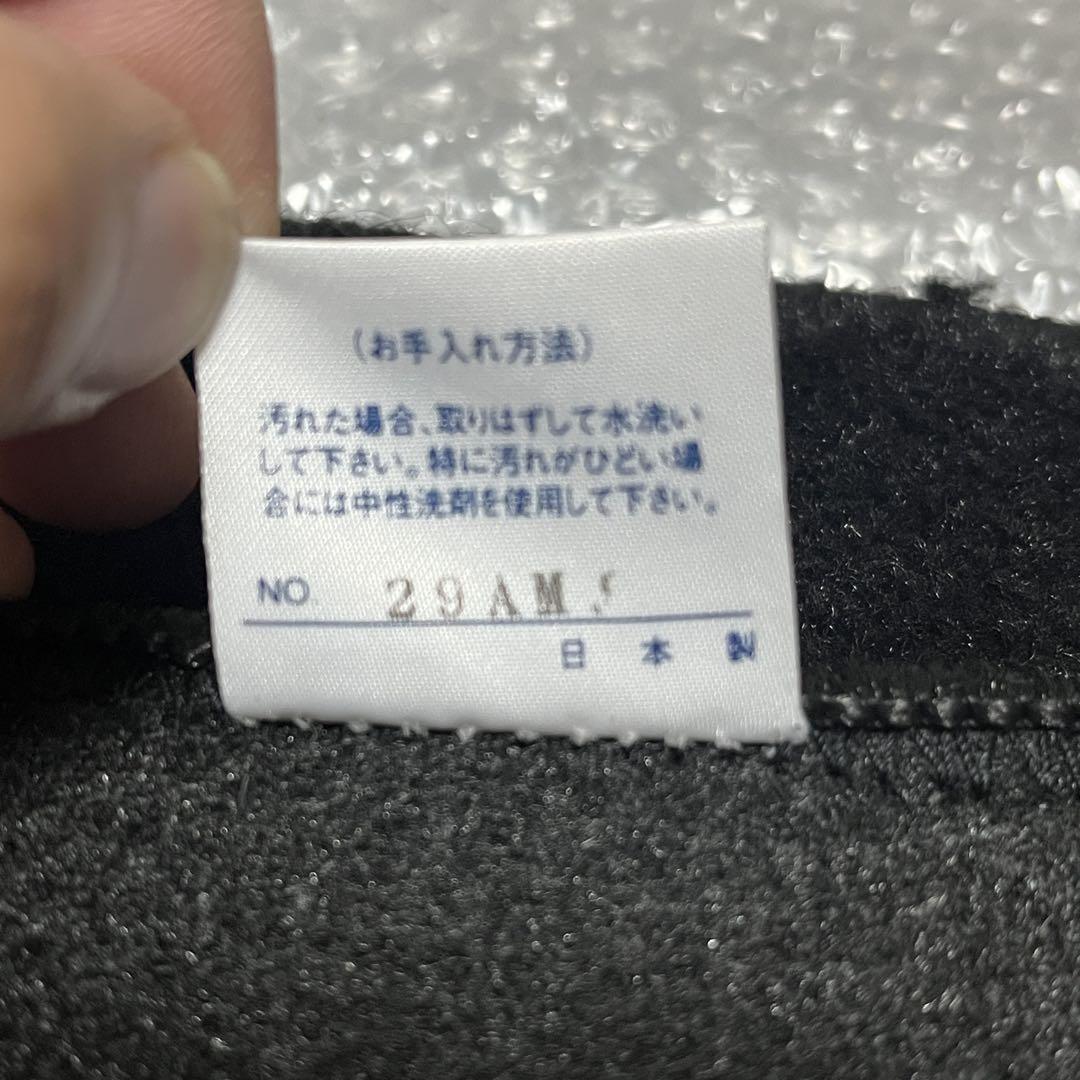 (お手入れ方法)
汚れた場合、取りはずして水洗い
して下さい。特に汚れがひどい場
合には中性洗剤を使用して下さい。
NO. 29AM
日本製